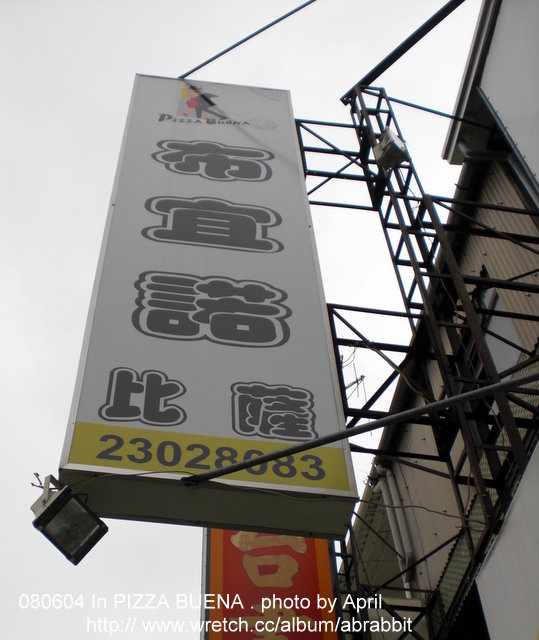 PIZZA BUENA
布宜諾
比薩
23028083
080604 In PIZZA BUENA . photo by April
http:// www.wretch.cc/album/abrabbit